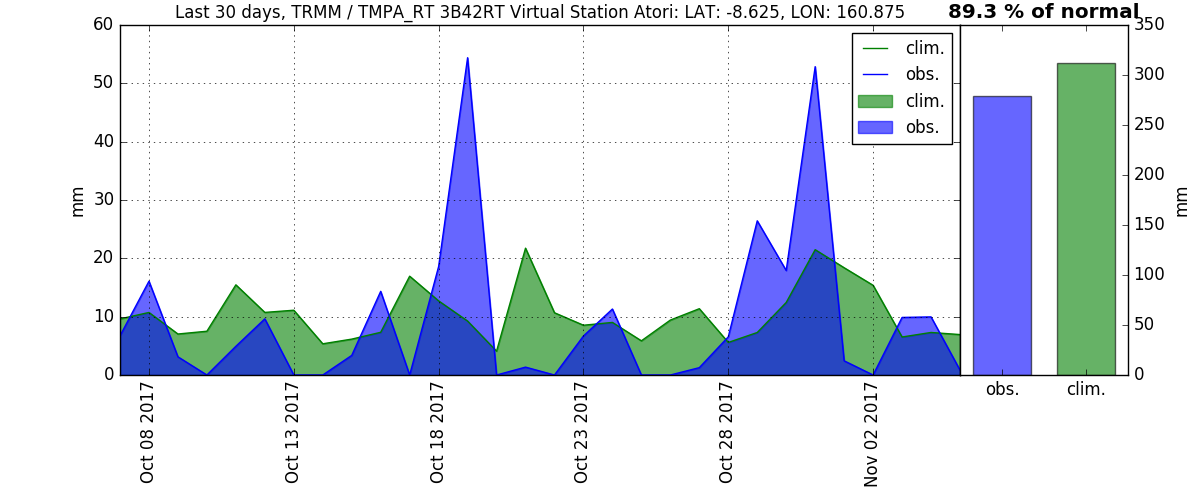 Last 30 days, TRMM / TMPA_RT 3B42RT Virtual Station Atori: LAT: -8.625, LON: 160.875
89.3 % of normal
60
50
40
30
20
10
0
mm
clim.
obs.
clim.
obs.
350
300
250
200
150
100
50
0
mm
Oct 08 2017
Oct 13 2017
Oct 18 2017
Oct 23 2017
Oct 28 2017
Nov 02 2017
obs.
clim.